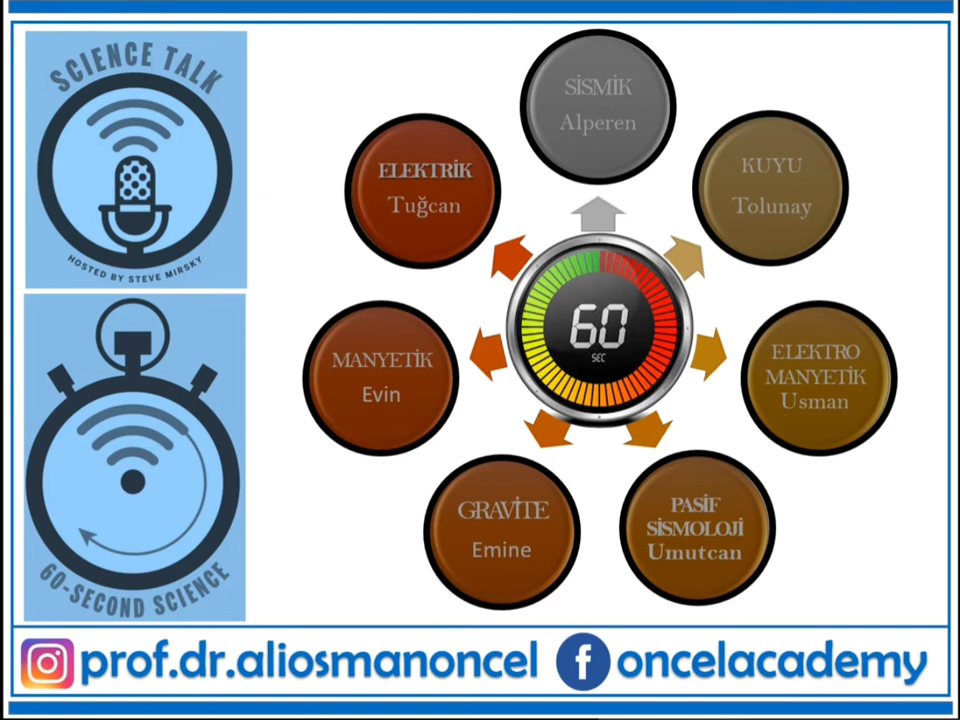 SCIENCE TALK
HOSTED BY STEVE MIRSKY
60-SECOND SCIENCE
SİSMİK
Alperen
KUYU
Tolunay
ELEKTRO
MANYETİK
Usman
PASİF
SİSMOLOJİ
Umutcan
GRAVİTE
Emine
MANYETİK
Evin
ELEKTRİK
Tuğcan
60
SEC
prof.dr.aliosmanoncel
oncelacademy